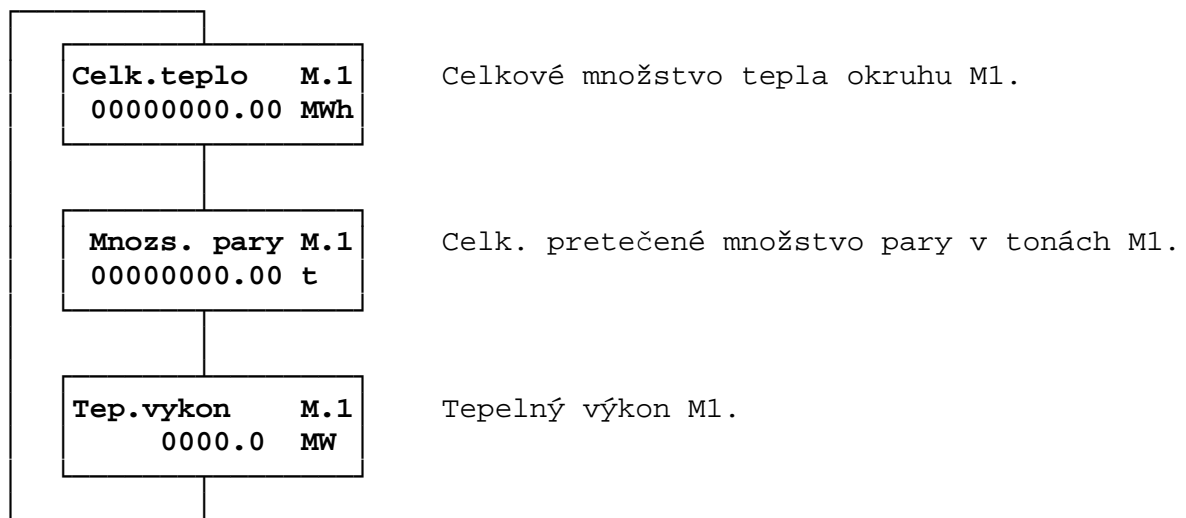 Celk.teplo M.1 Celkové množstvo tepla okruhu M1.
00000000.00 MWh
Mnozs. pary M.1 Celk. pretečené množstvo pary v tonách M1.
00000000.00 t
Tep.vykon M.1 Tepelný výkon M1.
0000.0 MW